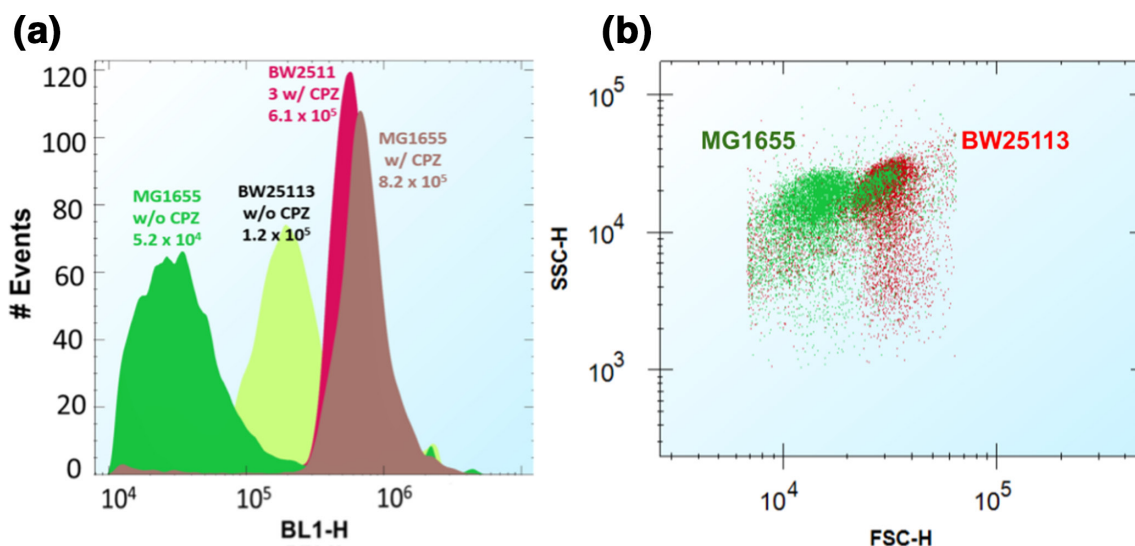 (a)
120
100
80
60
40
20
0
# Events
BW2511
3 w/ CPZ
6.1 x 10⁵
MG1655
w/ CPZ
8.2 x 10⁵
MG1655
w/o CPZ
5.2 x 10⁴
BW25113
w/o CPZ
1.2 x 10⁵
10⁴
10⁵
10⁶
BL1-H
(b)
10⁵
10⁴
10³
SSC-H
MG1655
BW25113
10⁴
10⁵
FSC-H